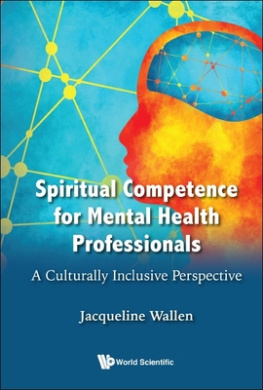 Spiritual Competence
for Mental Health
Professionals
A Culturally Inclusive Perspective
Jacqueline Wallen
World Scientific